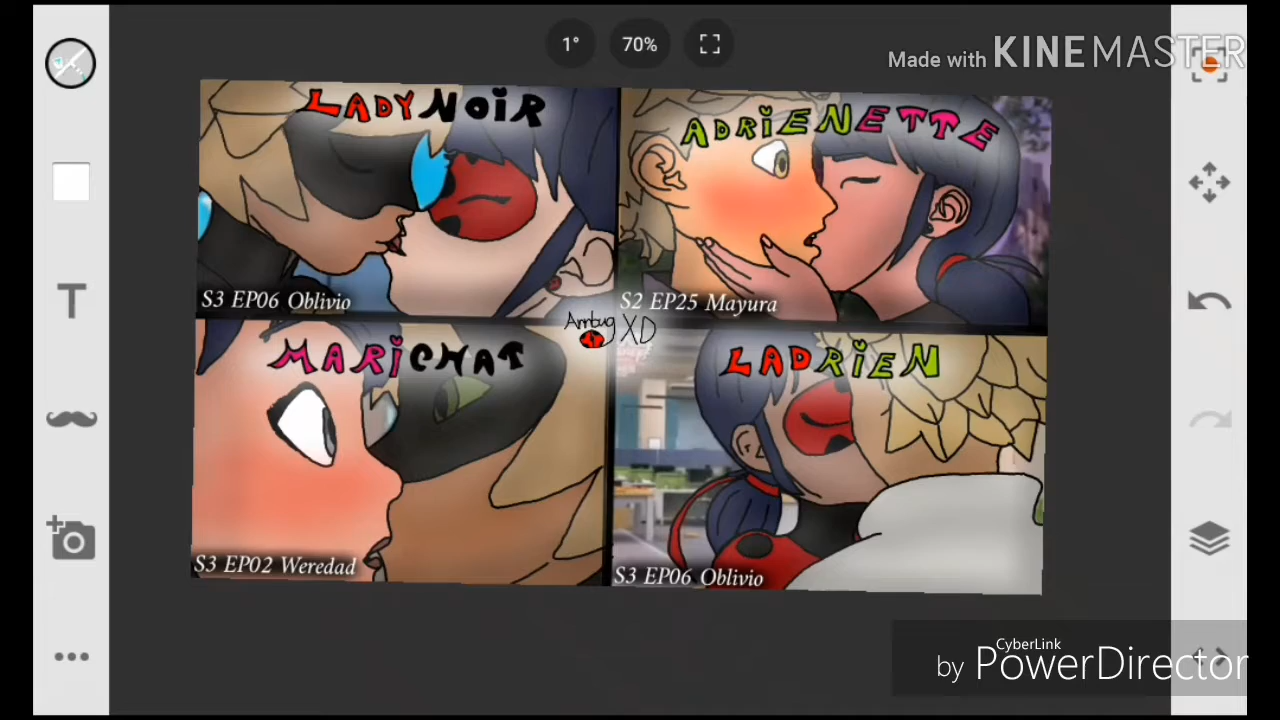 1°
70%
Made with KINEMASTER
LADYNOiR
ADRiENETTE
S3 EP06 Oblivio
S2 EP25 Mayura
XD
MARiCHAT
LADRiEN
S3 EP02 Weredad
S3 EP06 Oblivio
T
CyberLink
by PowerDirector